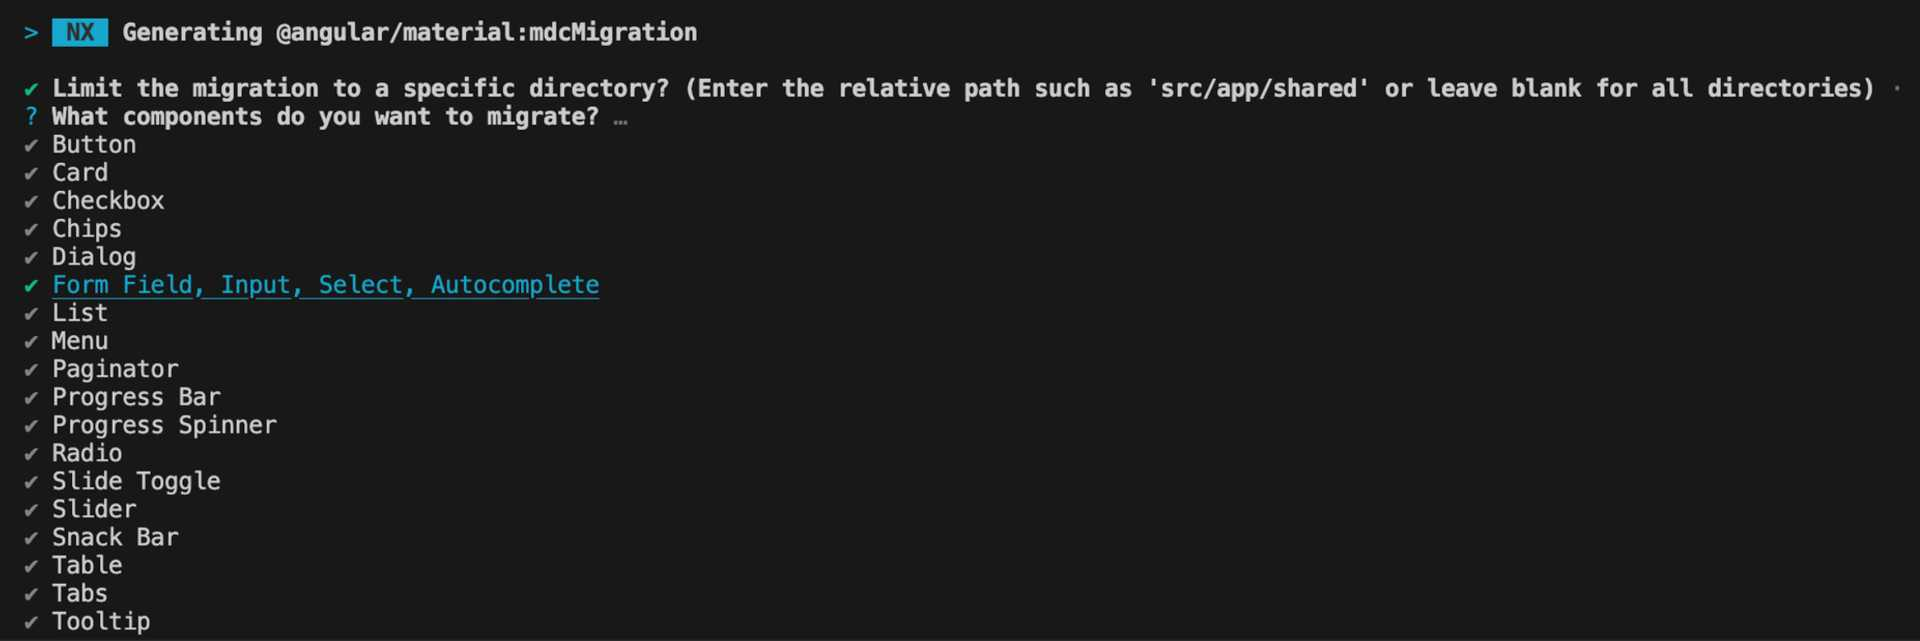 > NX Generating @angular/material:mdcMigration
✔ Limit the migration to a specific directory? (Enter the relative path such as 'src/app/shared' or leave blank for all directories) ·
? What components do you want to migrate? …
✔ Button
✔ Card
✔ Checkbox
✔ Chips
✔ Dialog
✔ Form Field, Input, Select, Autocomplete
✔ List
✔ Menu
✔ Paginator
✔ Progress Bar
✔ Progress Spinner
✔ Radio
✔ Slide Toggle
✔ Slider
✔ Snack Bar
✔ Table
✔ Tabs
✔ Tooltip